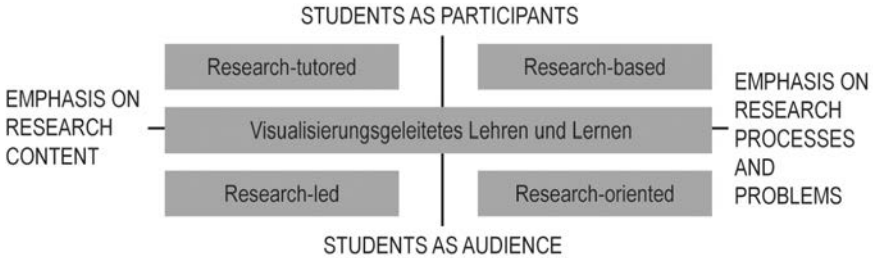 STUDENTS AS PARTICIPANTS
Research-tutored
Research-based
EMPHASIS ON
RESEARCH
CONTENT
Visualisierungsgeleitetes Lehren und Lernen
EMPHASIS ON
RESEARCH
PROCESSES
AND
PROBLEMS
Research-led
Research-oriented
STUDENTS AS AUDIENCE